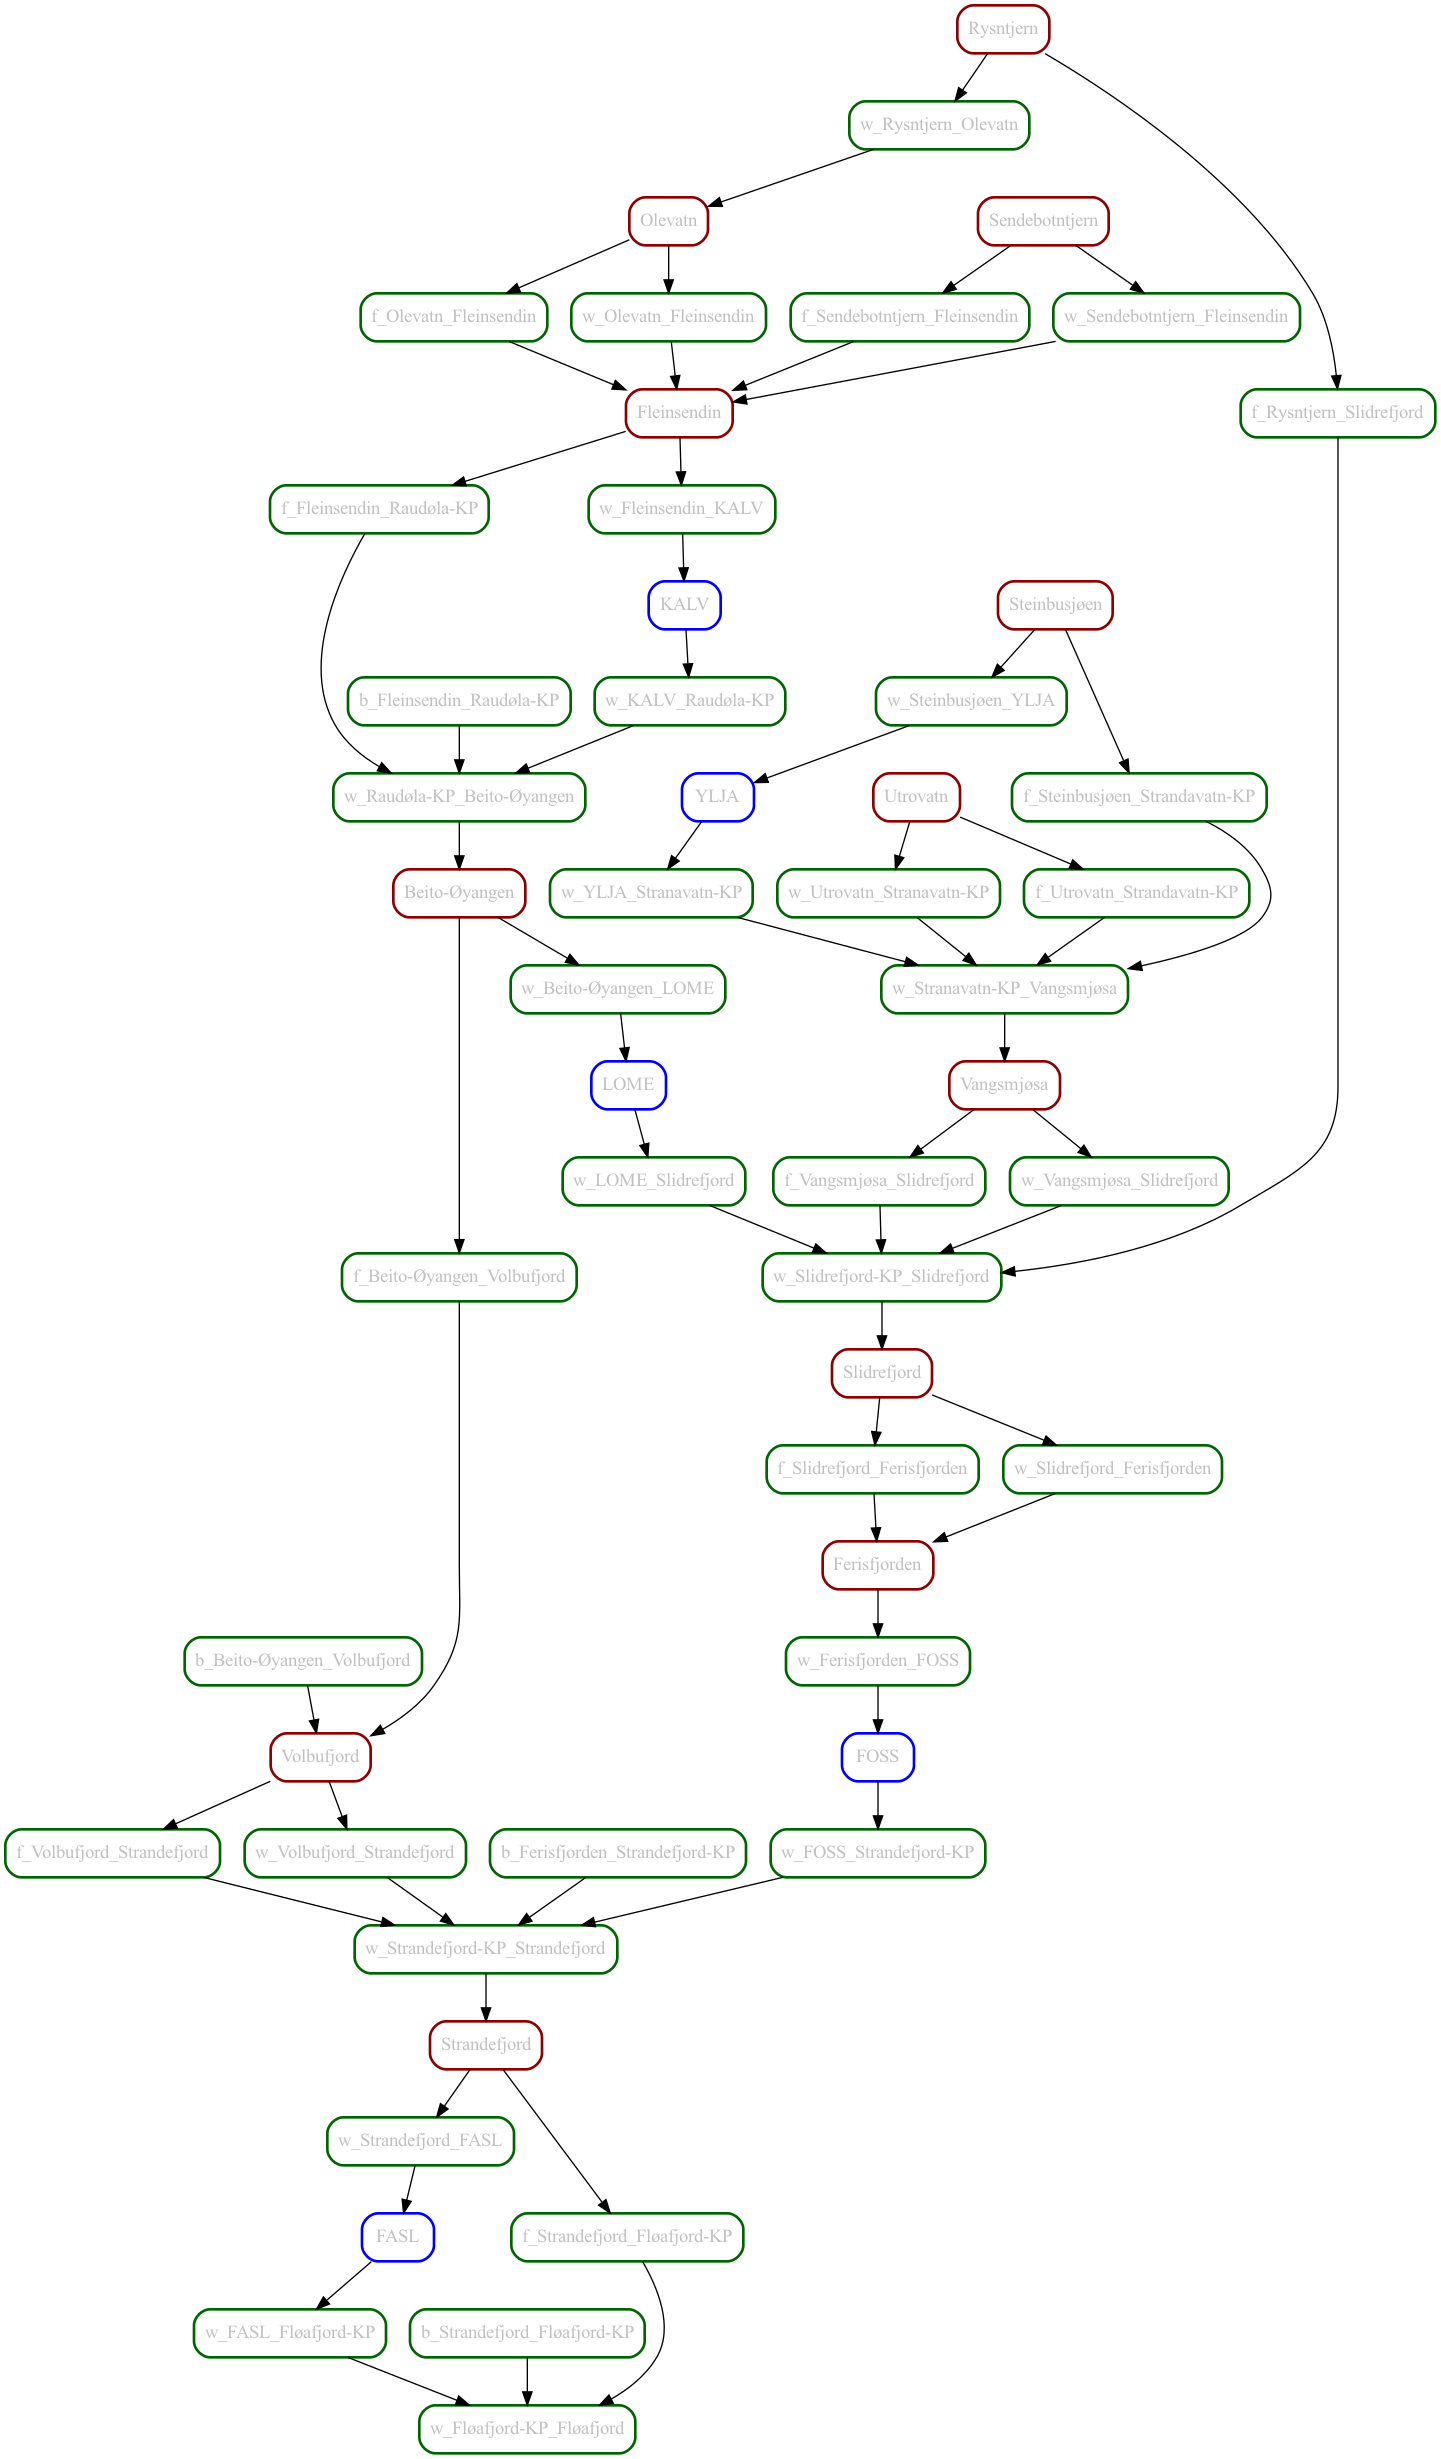 Rysntjern
w_Rysntjern_Olevatn
Olevatn
Sendebotntjern
f_Olevatn_Fleinsendin
w_Olevatn_Fleinsendin
f_Sendebotntjern_Fleinsendin
w_Sendebotntjern_Fleinsendin
Fleinsendin
f_Rysntjern_Slidrefjord
f_Fleinsendin_Raudøla-KP
w_Fleinsendin_KALV
KALV
Steinbusjøen
b_Fleinsendin_Raudøla-KP
w_KALV_Raudøla-KP
w_Steinbusjøen_YLJA
w_Raudøla-KP_Beito-Øyangen
YLJA
Utrovatn
f_Steinbusjøen_Strandavatn-KP
Beito-Øyangen
w_YLJA_Stranavatn-KP
w_Utrovatn_Stranavatn-KP
f_Utrovatn_Strandavatn-KP
w_Beito-Øyangen_LOME
w_Stranavatn-KP_Vangsmjøsa
LOME
Vangsmjøsa
w_LOME_Slidrefjord
f_Vangsmjøsa_Slidrefjord
w_Vangsmjøsa_Slidrefjord
f_Beito-Øyangen_Volbufjord
w_Slidrefjord-KP_Slidrefjord
Slidrefjord
f_Slidrefjord_Ferisfjorden
w_Slidrefjord_Ferisfjorden
Ferisfjorden
b_Beito-Øyangen_Volbufjord
w_Ferisfjorden_FOSS
Volbufjord
FOSS
f_Volbufjord_Strandefjord
w_Volbufjord_Strandefjord
b_Ferisfjorden_Strandefjord-KP
w_FOSS_Strandefjord-KP
w_Strandefjord-KP_Strandefjord
Strandefjord
w_Strandefjord_FASL
FASL
f_Strandefjord_Fløafjord-KP
w_FASL_Fløafjord-KP
b_Strandefjord_Fløafjord-KP
w_Fløafjord-KP_Fløafjord